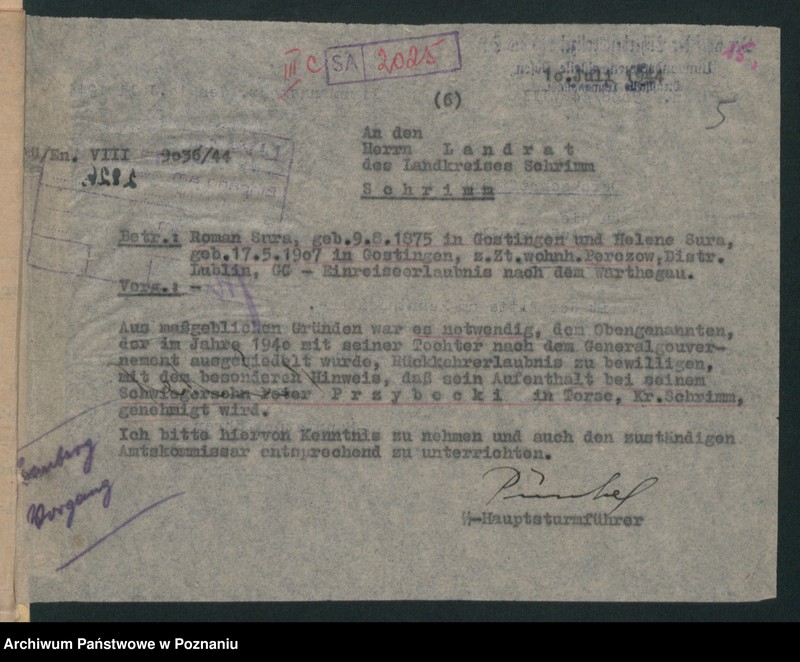 III C SA 2025
15.
10. Juli 1944
(6)
5
An den
Herrn Landrat
des Landkreises Schrimm
Schrimm
/En. VIII 9036/44
Betr.: Roman Sura, geb.9.8.1875 in Gostingen und Helene Sura,
geb.17.5.1907 in Gostingen, z.Zt.wohnh.Perozow,Distr.
Lublin, GG - Einreiseerlaubnis nach dem Warthegau.
Vorg.: -
Aus maßgeblichen Gründen war es notwendig, dem Obengenannten,
der im Jahre 1940 mit seiner Tochter nach dem Generalgouver-
nement ausgesiedelt wurde, Rückkehrerlaubnis zu bewilligen,
mit dem besonderen Hinweis, daß sein Aufenthalt bei seinem
Schwiegersohn Peter Przybecki in Torse, Kr.Schrimm,
genehmigt wird.
Ich bitte hiervon Kenntnis zu nehmen und auch den zuständigen
Amtskommissar entsprechend zu unterrichten.
Vorgang
SS-Hauptsturmführer
Archiwum Państwowe w Poznaniu